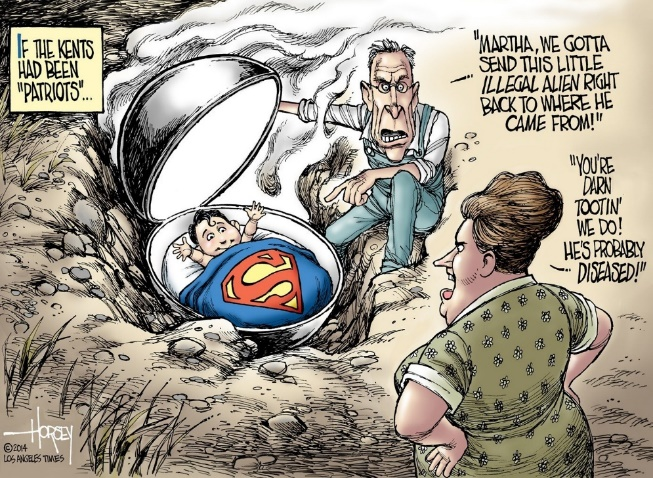 IF THE KENTS
HAD BEEN
"PATRIOTS"...
"MARTHA, WE GOTTA
SEND THIS LITTLE
ILLEGAL ALIEN RIGHT
BACK TO WHERE HE
CAME FROM!"
"YOU'RE
DARN
TOOTIN'
WE DO!
HE'S PROBABLY
DISEASED!"
S
HORSEY
©2014
LOS ANGELES TIMES